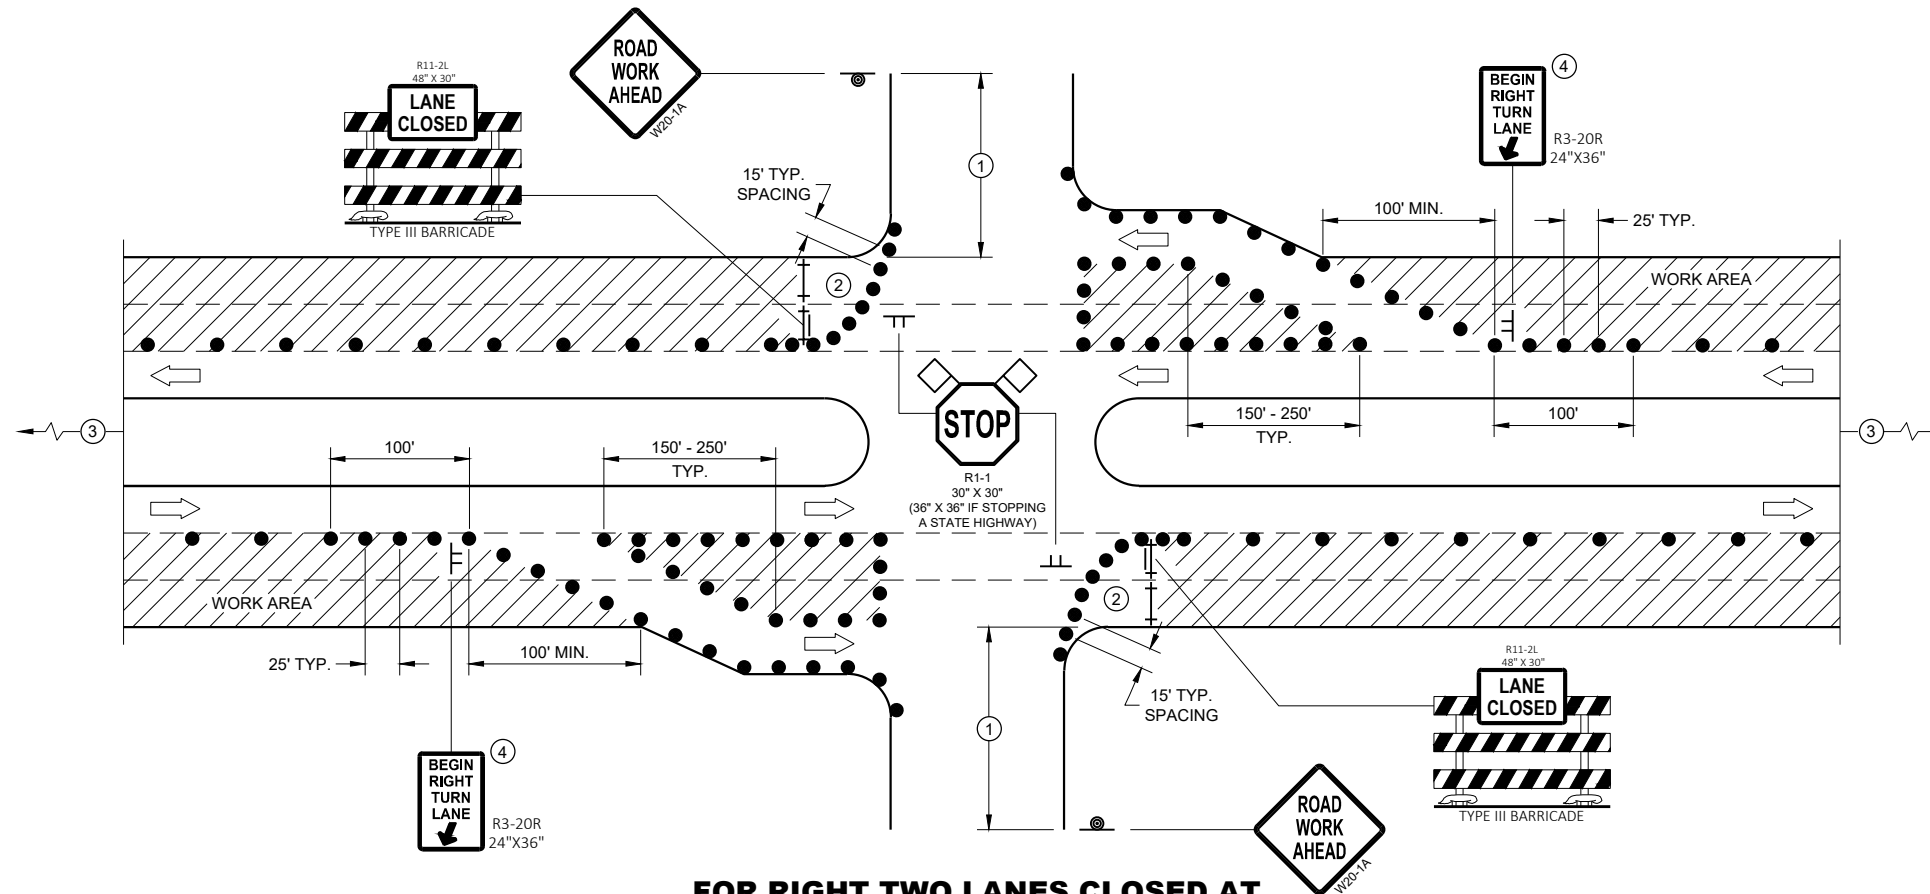 ROAD
WORK
AHEAD
W20-1A
R11-2L
48" X 30"
LANE
CLOSED
TYPE III BARRICADE
15' TYP.
SPACING
1
2
BEGIN
RIGHT
TURN
LANE
4
R3-20R
24"X36"
100' MIN.
25' TYP.
WORK AREA
3
100'
150' - 250'
TYP.
STOP
R1-1
30" X 30"
(36" X 36" IF STOPPING
A STATE HIGHWAY)
150' - 250'
TYP.
100'
3
WORK AREA
25' TYP.
100' MIN.
BEGIN
RIGHT
TURN
LANE
4
R3-20R
24"X36"
1
2
15' TYP.
SPACING
R11-2L
48" X 30"
LANE
CLOSED
TYPE III BARRICADE
ROAD
WORK
AHEAD
W20-1A
FOR RIGHT TWO LANES CLOSED AT